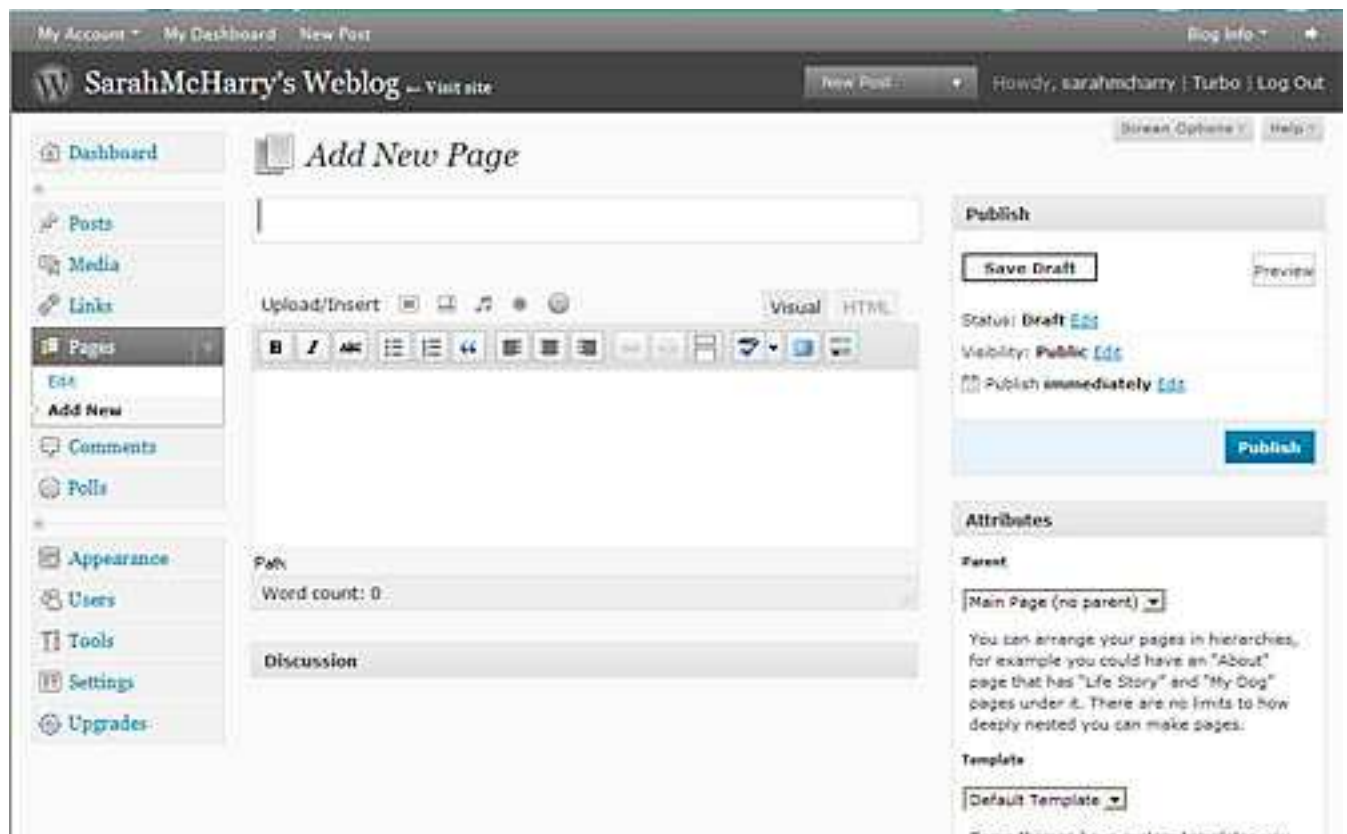 My Account My Dashboard New Post Blog Info
SarahMcHarry's Weblog ← Visit site New Post Howdy, sarahmcharry | Turbo | Log Out
Screen Options Help
Dashboard
Posts
Media
Links
Pages
Edit
Add New
Comments
Polls
Appearance
Users
Tools
Settings
Upgrades
Add New Page
Upload/Insert Visual HTML
B I ABC
Path
Word count: 0
Discussion
Publish
Save Draft Preview
Status: Draft Edit
Visibility: Public Edit
Publish immediately Edit
Publish
Attributes
Parent
Main Page (no parent)
You can arrange your pages in hierarchies,
for example you could have an "About"
page that has "Life Story" and "My Dog"
pages under it. There are no limits to how
deeply nested you can make pages.
Template
Default Template